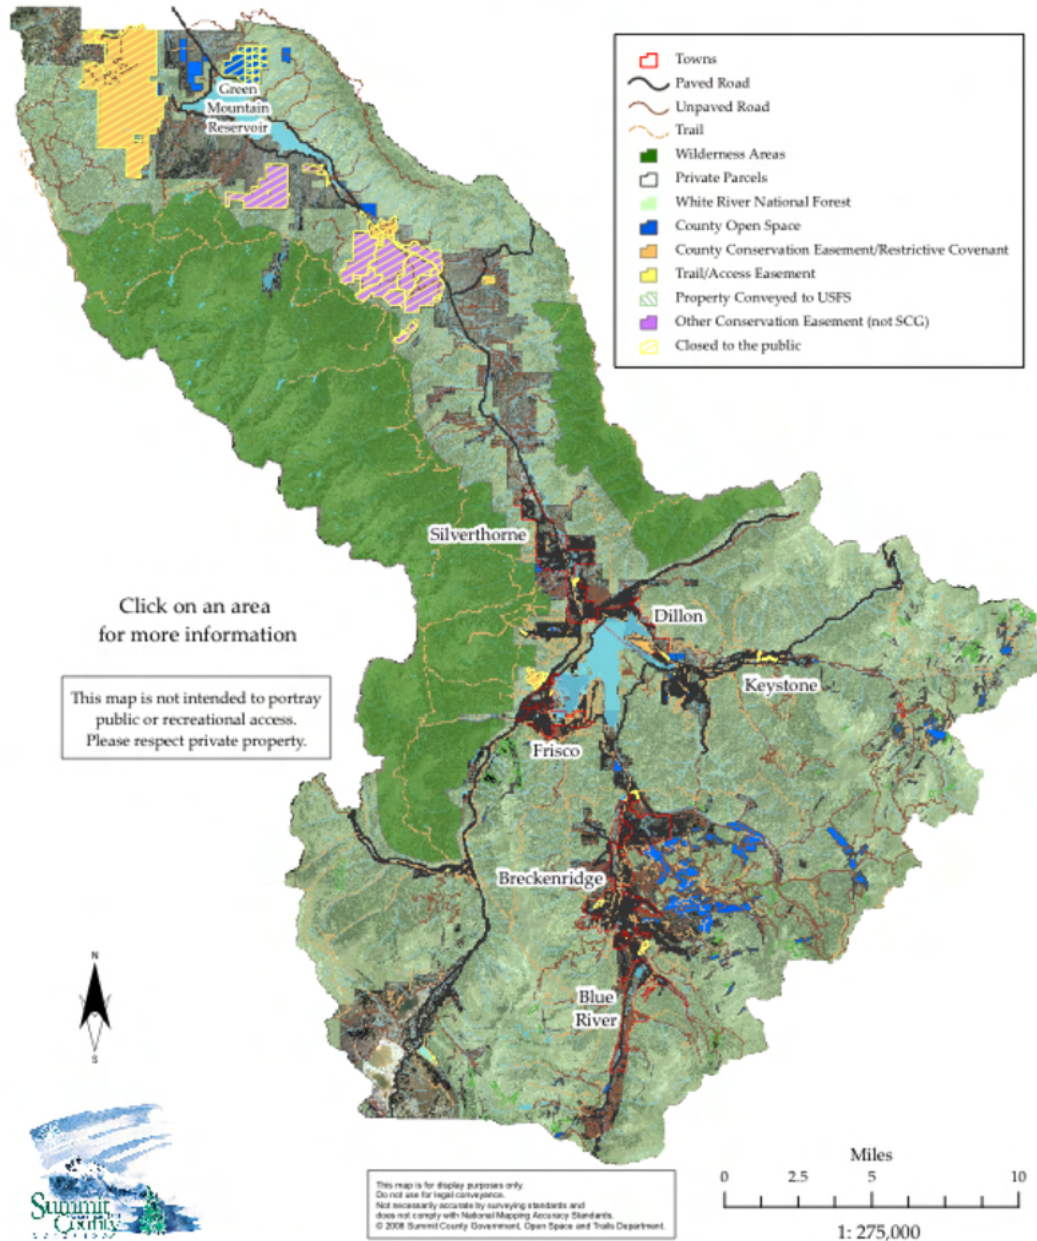 Towns
Paved Road
Unpaved Road
Trail
Wilderness Areas
Private Parcels
White River National Forest
County Open Space
County Conservation Easement/Restrictive Covenant
Trail/Access Easement
Property Conveyed to USFS
Other Conservation Easement (not SCG)
Closed to the public
Green
Mountain
Reservoir
Silverthorne
Dillon
Keystone
Frisco
Breckenridge
Blue
River
Click on an area
for more information
This map is not intended to portray
public or recreational access.
Please respect private property.
N
S
Summit
County
This map is for display purposes only.
Do not use for legal conveyance.
Not necessarily accurate by surveying standards and
does not comply with National Mapping Accuracy Standards.
© 2008 Summit County Government, Open Space and Trails Department.
Miles
0 2.5 5 10
1: 275,000